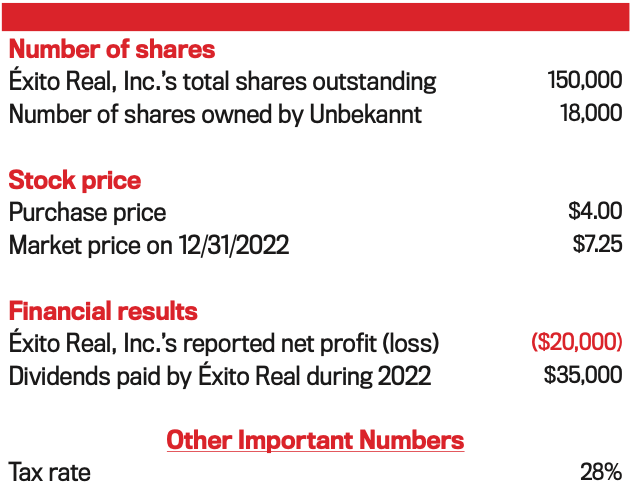 Number of shares
Éxito Real, Inc.'s total shares outstanding 150,000
Number of shares owned by Unbekannt 18,000
Stock price
Purchase price $4.00
Market price on 12/31/2022 $7.25
Financial results
Éxito Real, Inc.'s reported net profit (loss) ($20,000)
Dividends paid by Éxito Real during 2022 $35,000
Other Important Numbers
Tax rate 28%